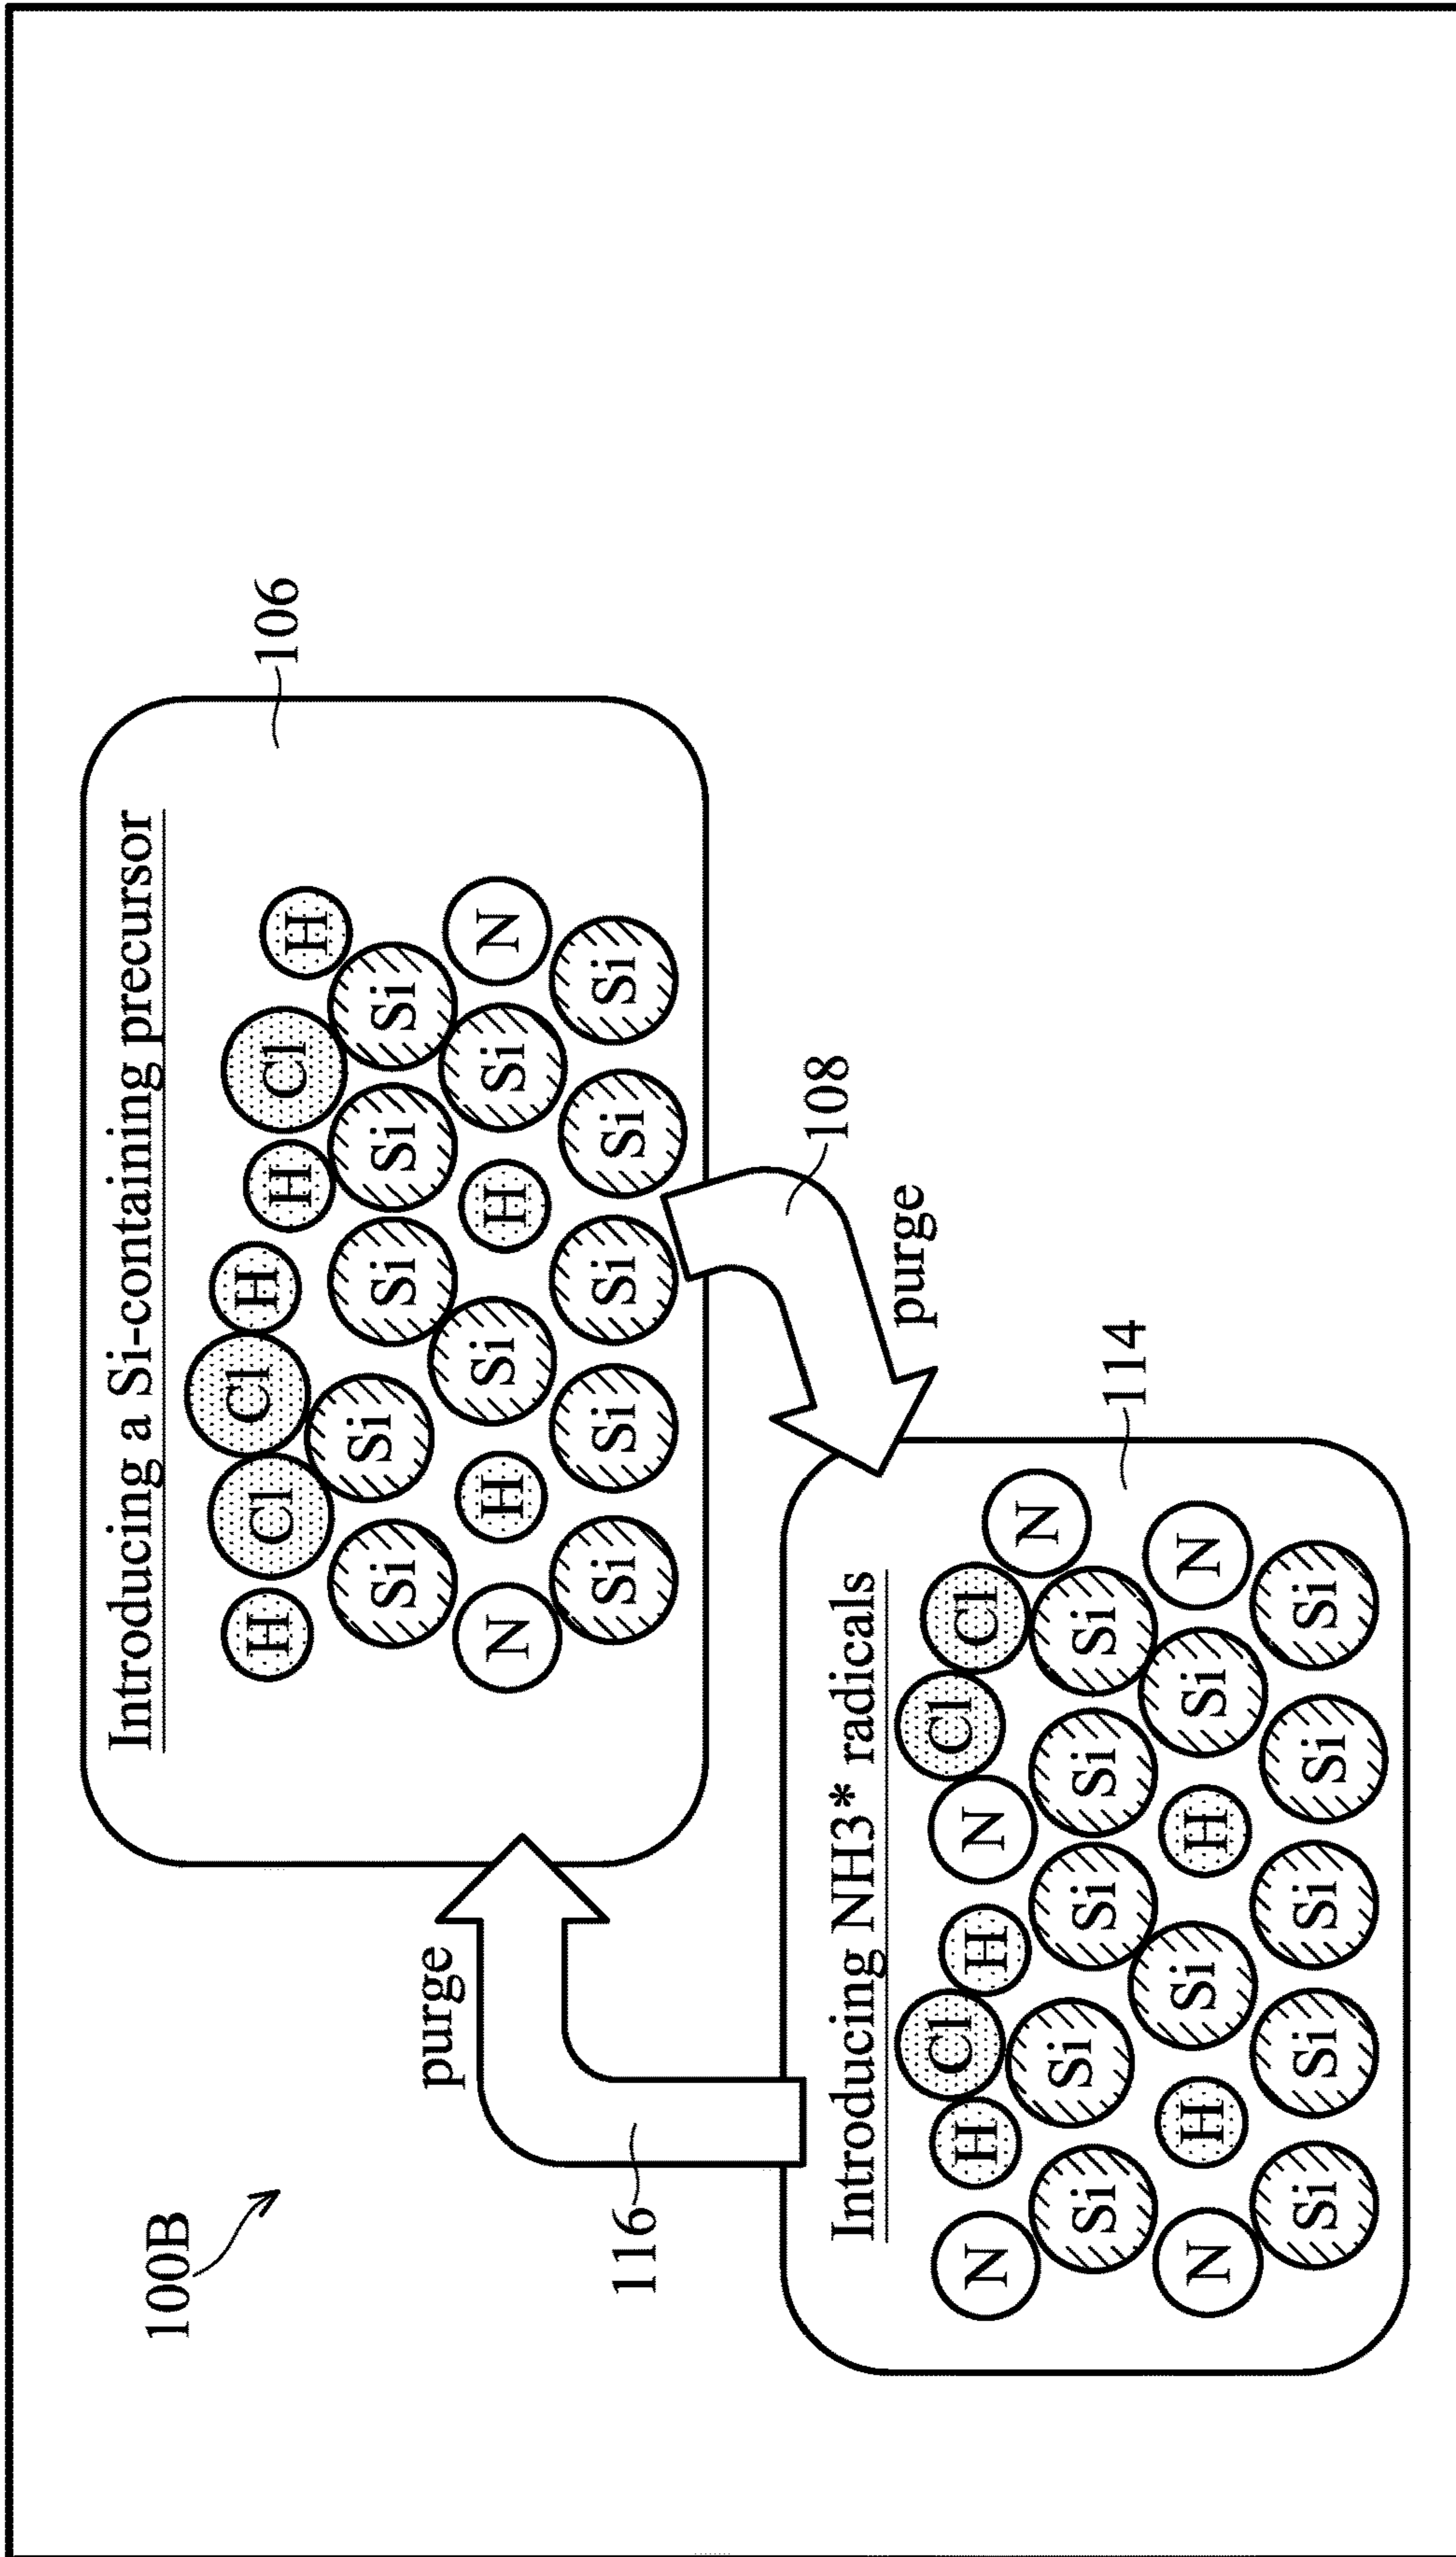 100B
Introducing a Si-containing precursor
106
H Cl Cl H H Cl H
Si Si Si Si Si
N H Si H Si N
Si Si Si Si Si
purge
116
108
purge
Introducing NH3* radicals
114
N H Cl H N Cl Cl N
Si Si Si Si Si
N H Si H Si N
Si Si Si Si Si